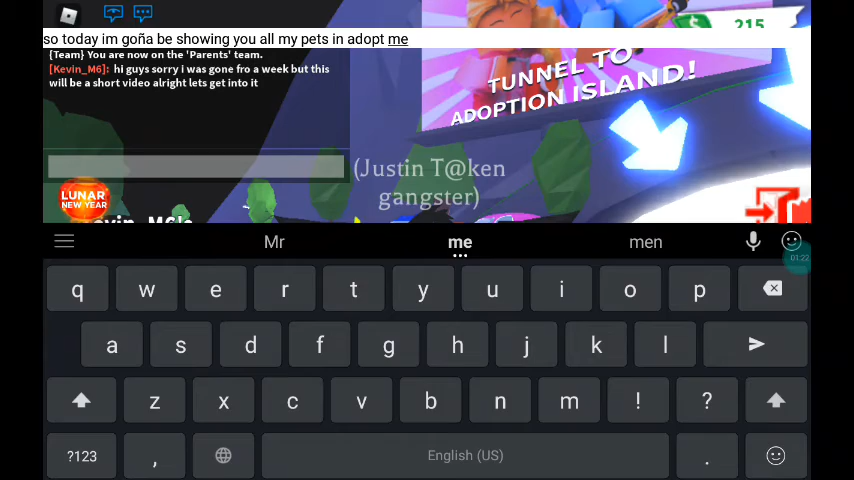 215
so today im goña be showing you all my pets in adopt me
{Team} You are now on the 'Parents' team.
[Kevin_M6]: hi guys sorry i was gone fro a week but this
will be a short video alright lets get into it
TUNNEL TO
ADOPTION ISLAND!
(Justin T@ken
gangster)
LUNAR
NEW YEAR
evin_M6's
Mr me men
01:22
q w e r t y u i o p
a s d f g h j k l
z x c v b n m ! ?
?123 , English (US) .